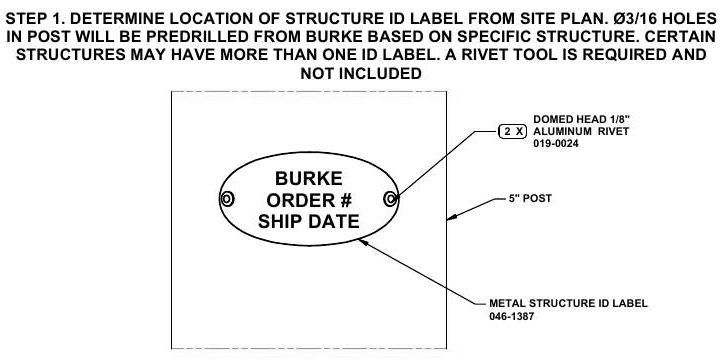 STEP 1. DETERMINE LOCATION OF STRUCTURE ID LABEL FROM SITE PLAN. Ø3/16 HOLES
IN POST WILL BE PREDRILLED FROM BURKE BASED ON SPECIFIC STRUCTURE. CERTAIN
STRUCTURES MAY HAVE MORE THAN ONE ID LABEL. A RIVET TOOL IS REQUIRED AND
NOT INCLUDED
DOMED HEAD 1/8"
2 X ALUMINUM RIVET
019-0024
BURKE
ORDER #
SHIP DATE
5" POST
METAL STRUCTURE ID LABEL
046-1387